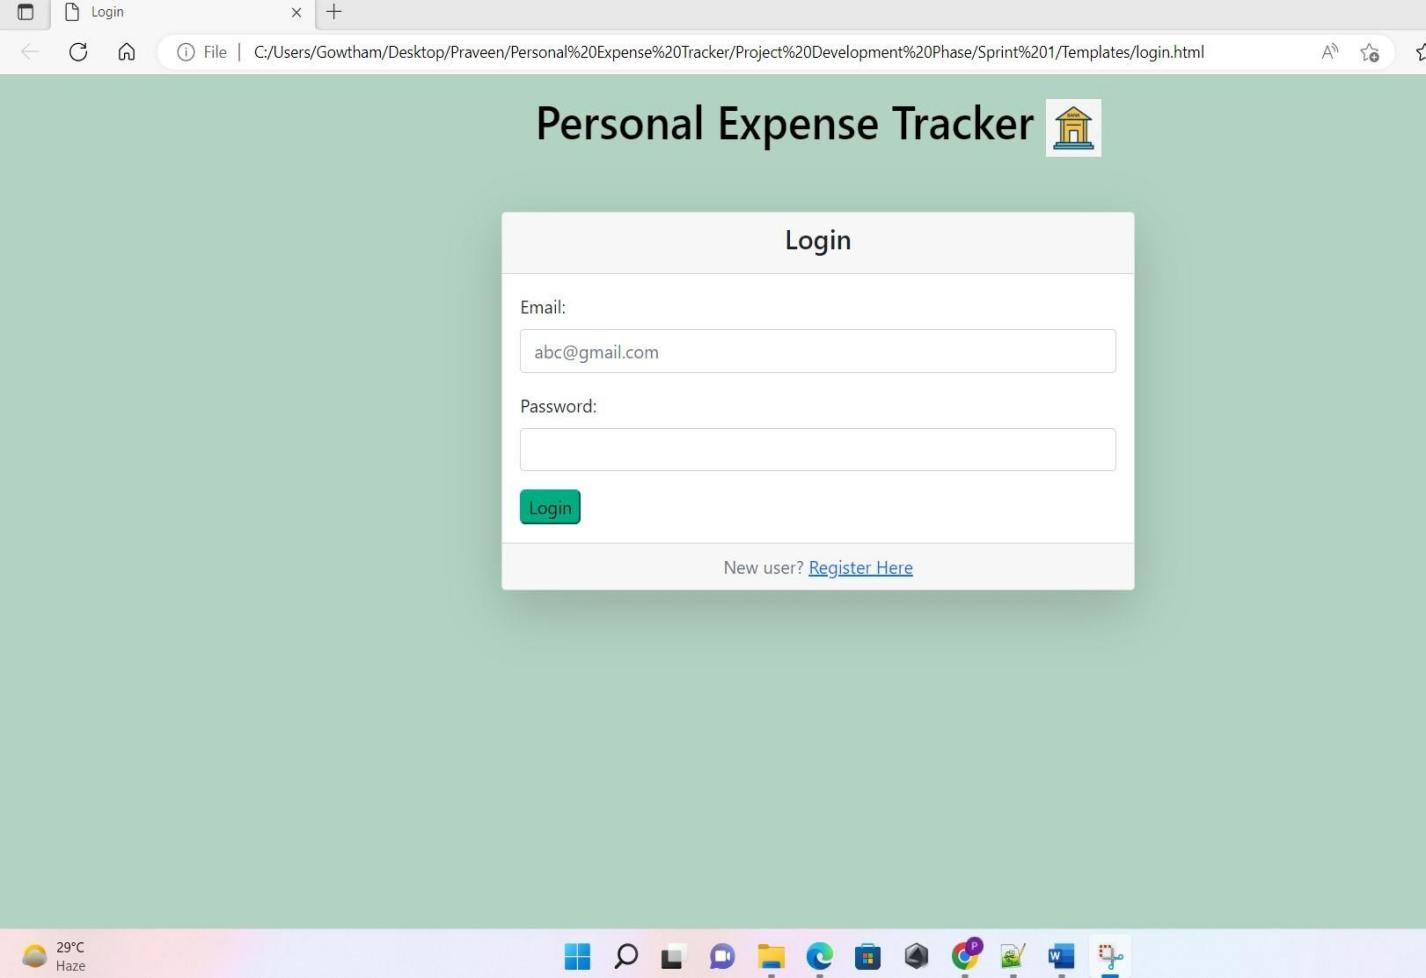 Login
File | C:/Users/Gowtham/Desktop/Praveen/Personal%20Expense%20Tracker/Project%20Development%20Phase/Sprint%201/Templates/login.html
Personal Expense Tracker
BANK
Login
Email:
abc@gmail.com
Password:
Login
New user? Register Here
29°C
Haze
P
W